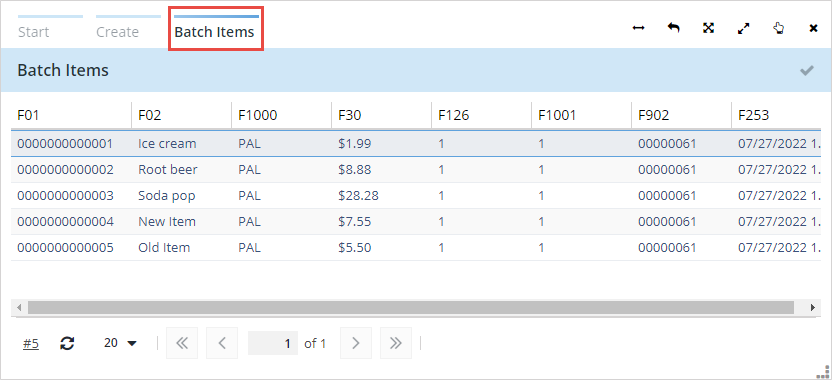 Start Create Batch Items
Batch Items
F01 F02 F1000 F30 F126 F1001 F902 F253
0000000000001 Ice cream PAL $1.99 1 1 00000061 07/27/2022 1.
0000000000002 Root beer PAL $8.88 1 1 00000061 07/27/2022 1.
0000000000003 Soda pop PAL $28.28 1 1 00000061 07/27/2022 1.
0000000000004 New Item PAL $7.55 1 1 00000061 07/27/2022 1.
0000000000005 Old Item PAL $5.50 1 1 00000061 07/27/2022 1.
#5 20 1 of 1